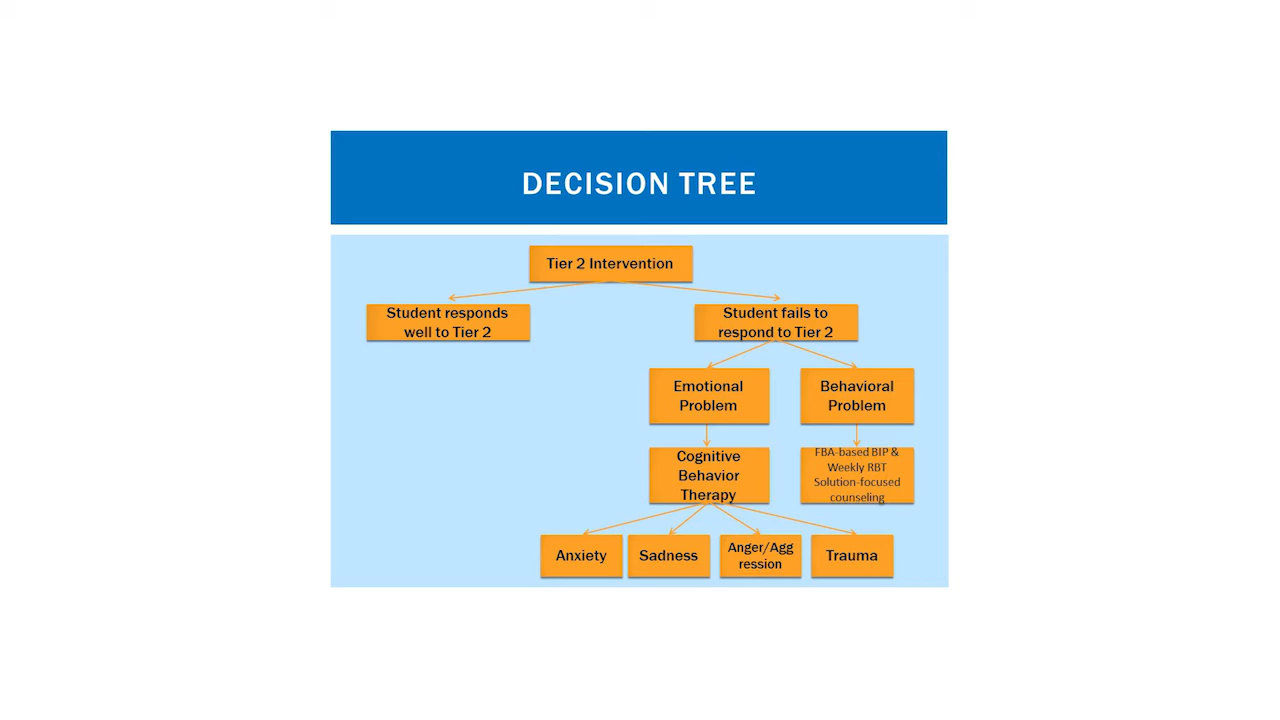 DECISION TREE
Tier 2 Intervention
Student responds
well to Tier 2
Student fails to
respond to Tier 2
Emotional
Problem
Behavioral
Problem
Cognitive
Behavior
Therapy
FBA-based BIP &
Weekly RBT
Solution-focused
counseling
Anxiety
Sadness
Anger/Agg
ression
Trauma